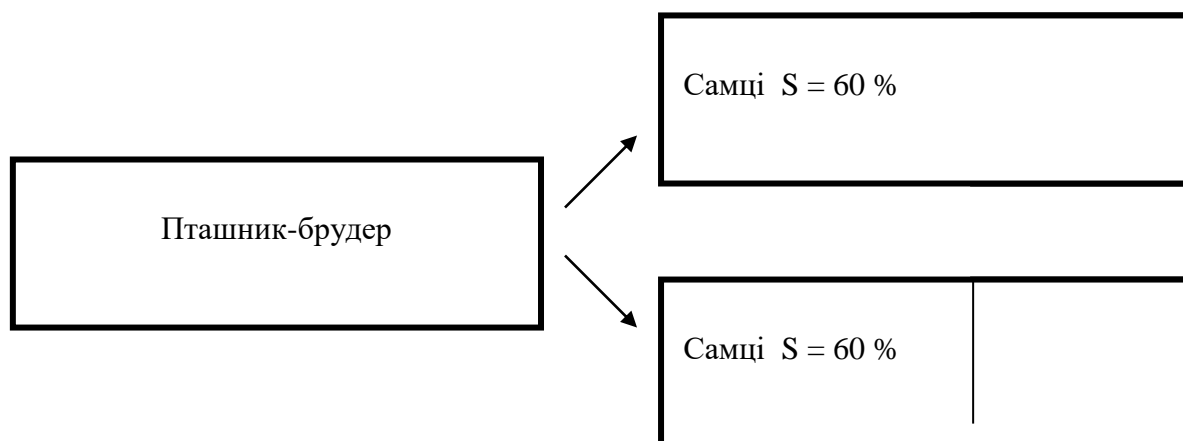 Самці S = 60 %
Пташник-брудер
Самці S = 60 %